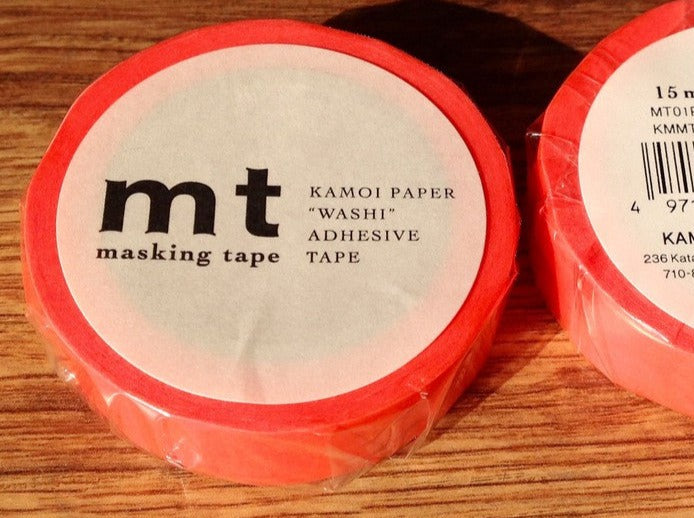 mt
masking tape
KAMOI PAPER
"WASHI"
ADHESIVE
TAPE
15 m
MT01
KMMT
4 971
KAM
236 Kata
710-8